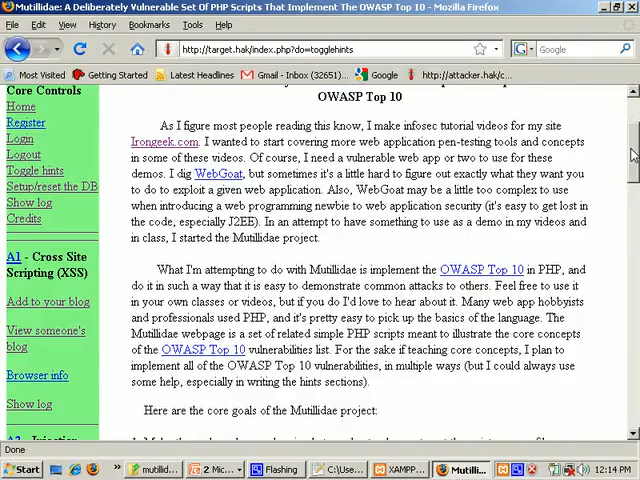 Mutillidae: A Deliberately Vulnerable Set Of PHP Scripts That Implement The OWASP Top 10 - Mozilla Firefox
File Edit View History Bookmarks Tools Help
http://target.hak/index.php?do=togglehints
Google
Most Visited Getting Started Latest Headlines Gmail - Inbox (32651)... Google http://attacker.hak/c...
Core Controls
Home
Register
Login
Logout
Toggle hints
Setup/reset the DB
Show log
Credits
A1 - Cross Site
Scripting (XSS)
Add to your blog
View someone's
blog
Browser info
Show log
OWASP Top 10
As I figure most people reading this know, I make infosec tutorial videos for my site
Irongeek.com. I wanted to start covering more web application pen-testing tools and concepts
in some of these videos. Of course, I need a vulnerable web app or two to use for these
demos. I dig WebGoat, but sometimes it's a little hard to figure out exactly what they want you
to do to exploit a given web application. Also, WebGoat may be a little too complex to use
when introducing a web programming newbie to web application security (it's easy to get lost in
the code, especially J2EE). In an attempt to have something to use as a demo in my videos and
in class, I started the Mutillidae project.
What I'm attempting to do with Mutillidae is implement the OWASP Top 10 in PHP, and
do it in such a way that it is easy to demonstrate common attacks to others. Feel free to use it
in your own classes or videos, but if you do I'd love to hear about it. Many web app hobbyists
and professionals used PHP, and it's pretty easy to pick up the basics of the language. The
Mutillidae webpage is a set of related simple PHP scripts meant to illustrate the core concepts
of the OWASP Top 10 vulnerabilities list. For the sake if teaching core concepts, I plan to
implement all of the OWASP Top 10 vulnerabilities, in multiple ways (but I could always use
some help, especially in writing the hints sections).
Here are the core goals of the Mutillidae project:
Done
Start mutillid... 2 Micr... Flashing C:\Use... XAMPP... Mutilli... 12:14 PM